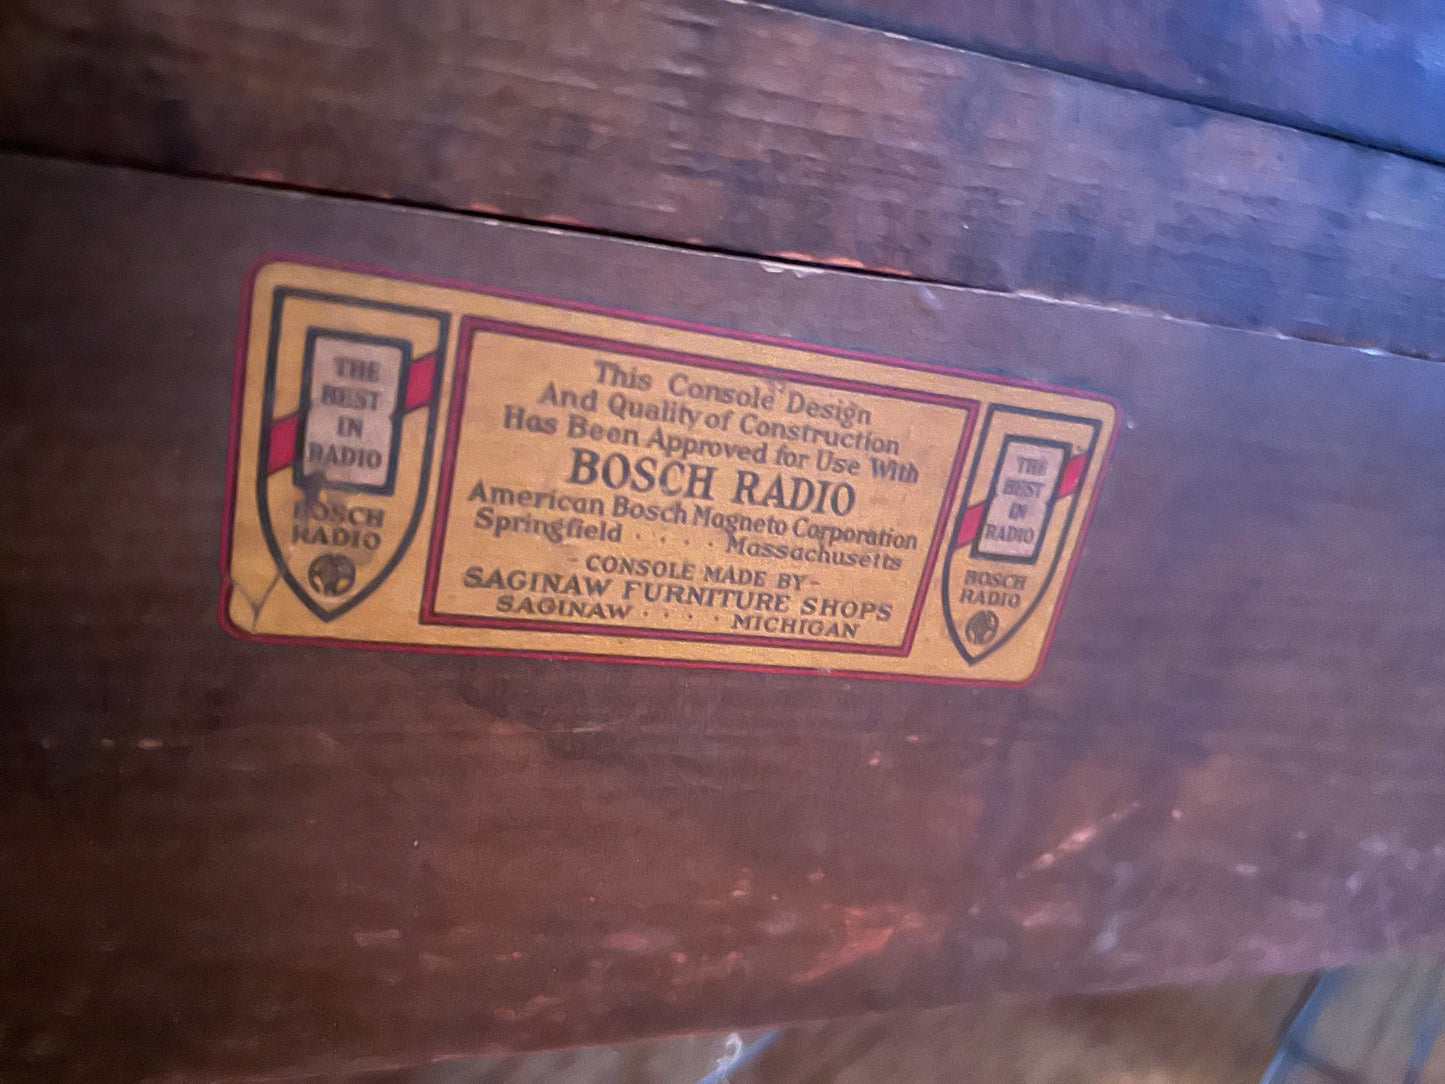 THE
BEST
IN
RADIO
BOSCH
RADIO
This Console Design
And Quality of Construction
Has Been Approved for Use With
BOSCH RADIO
American Bosch Magneto Corporation
Springfield . . . . Massachusetts
- CONSOLE MADE BY -
SAGINAW FURNITURE SHOPS
SAGINAW . . . . MICHIGAN
THE
BEST
IN
RADIO
BOSCH
RADIO